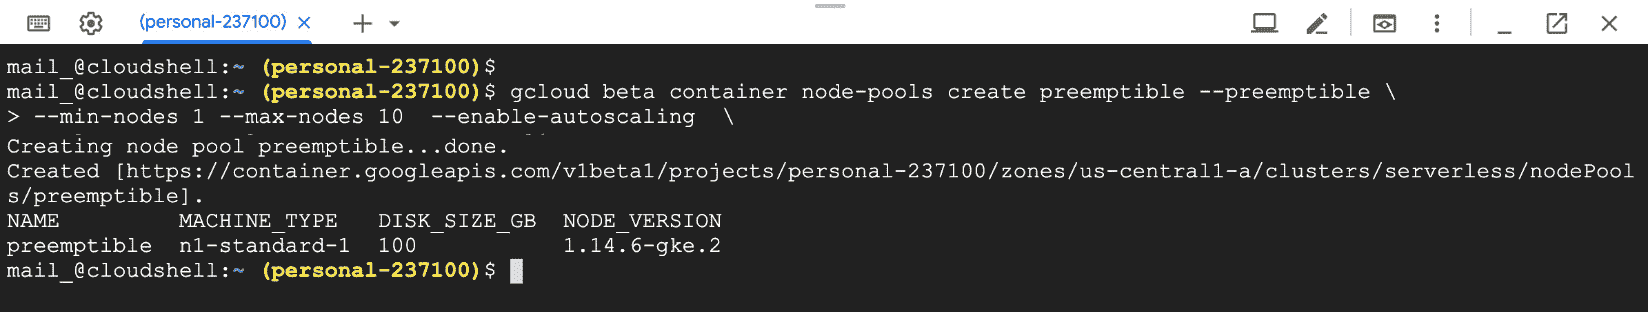 (personal-237100)
mail_@cloudshell:~ (personal-237100)$
mail_@cloudshell:~ (personal-237100)$ gcloud beta container node-pools create preemptible --preemptible \
> --min-nodes 1 --max-nodes 10  --enable-autoscaling  \
Creating node pool preemptible...done.
Created [https://container.googleapis.com/v1beta1/projects/personal-237100/zones/us-central1-a/clusters/serverless/nodePool
s/preemptible].
NAME         MACHINE_TYPE   DISK_SIZE_GB  NODE_VERSION
preemptible  n1-standard-1  100           1.14.6-gke.2
mail_@cloudshell:~ (personal-237100)$